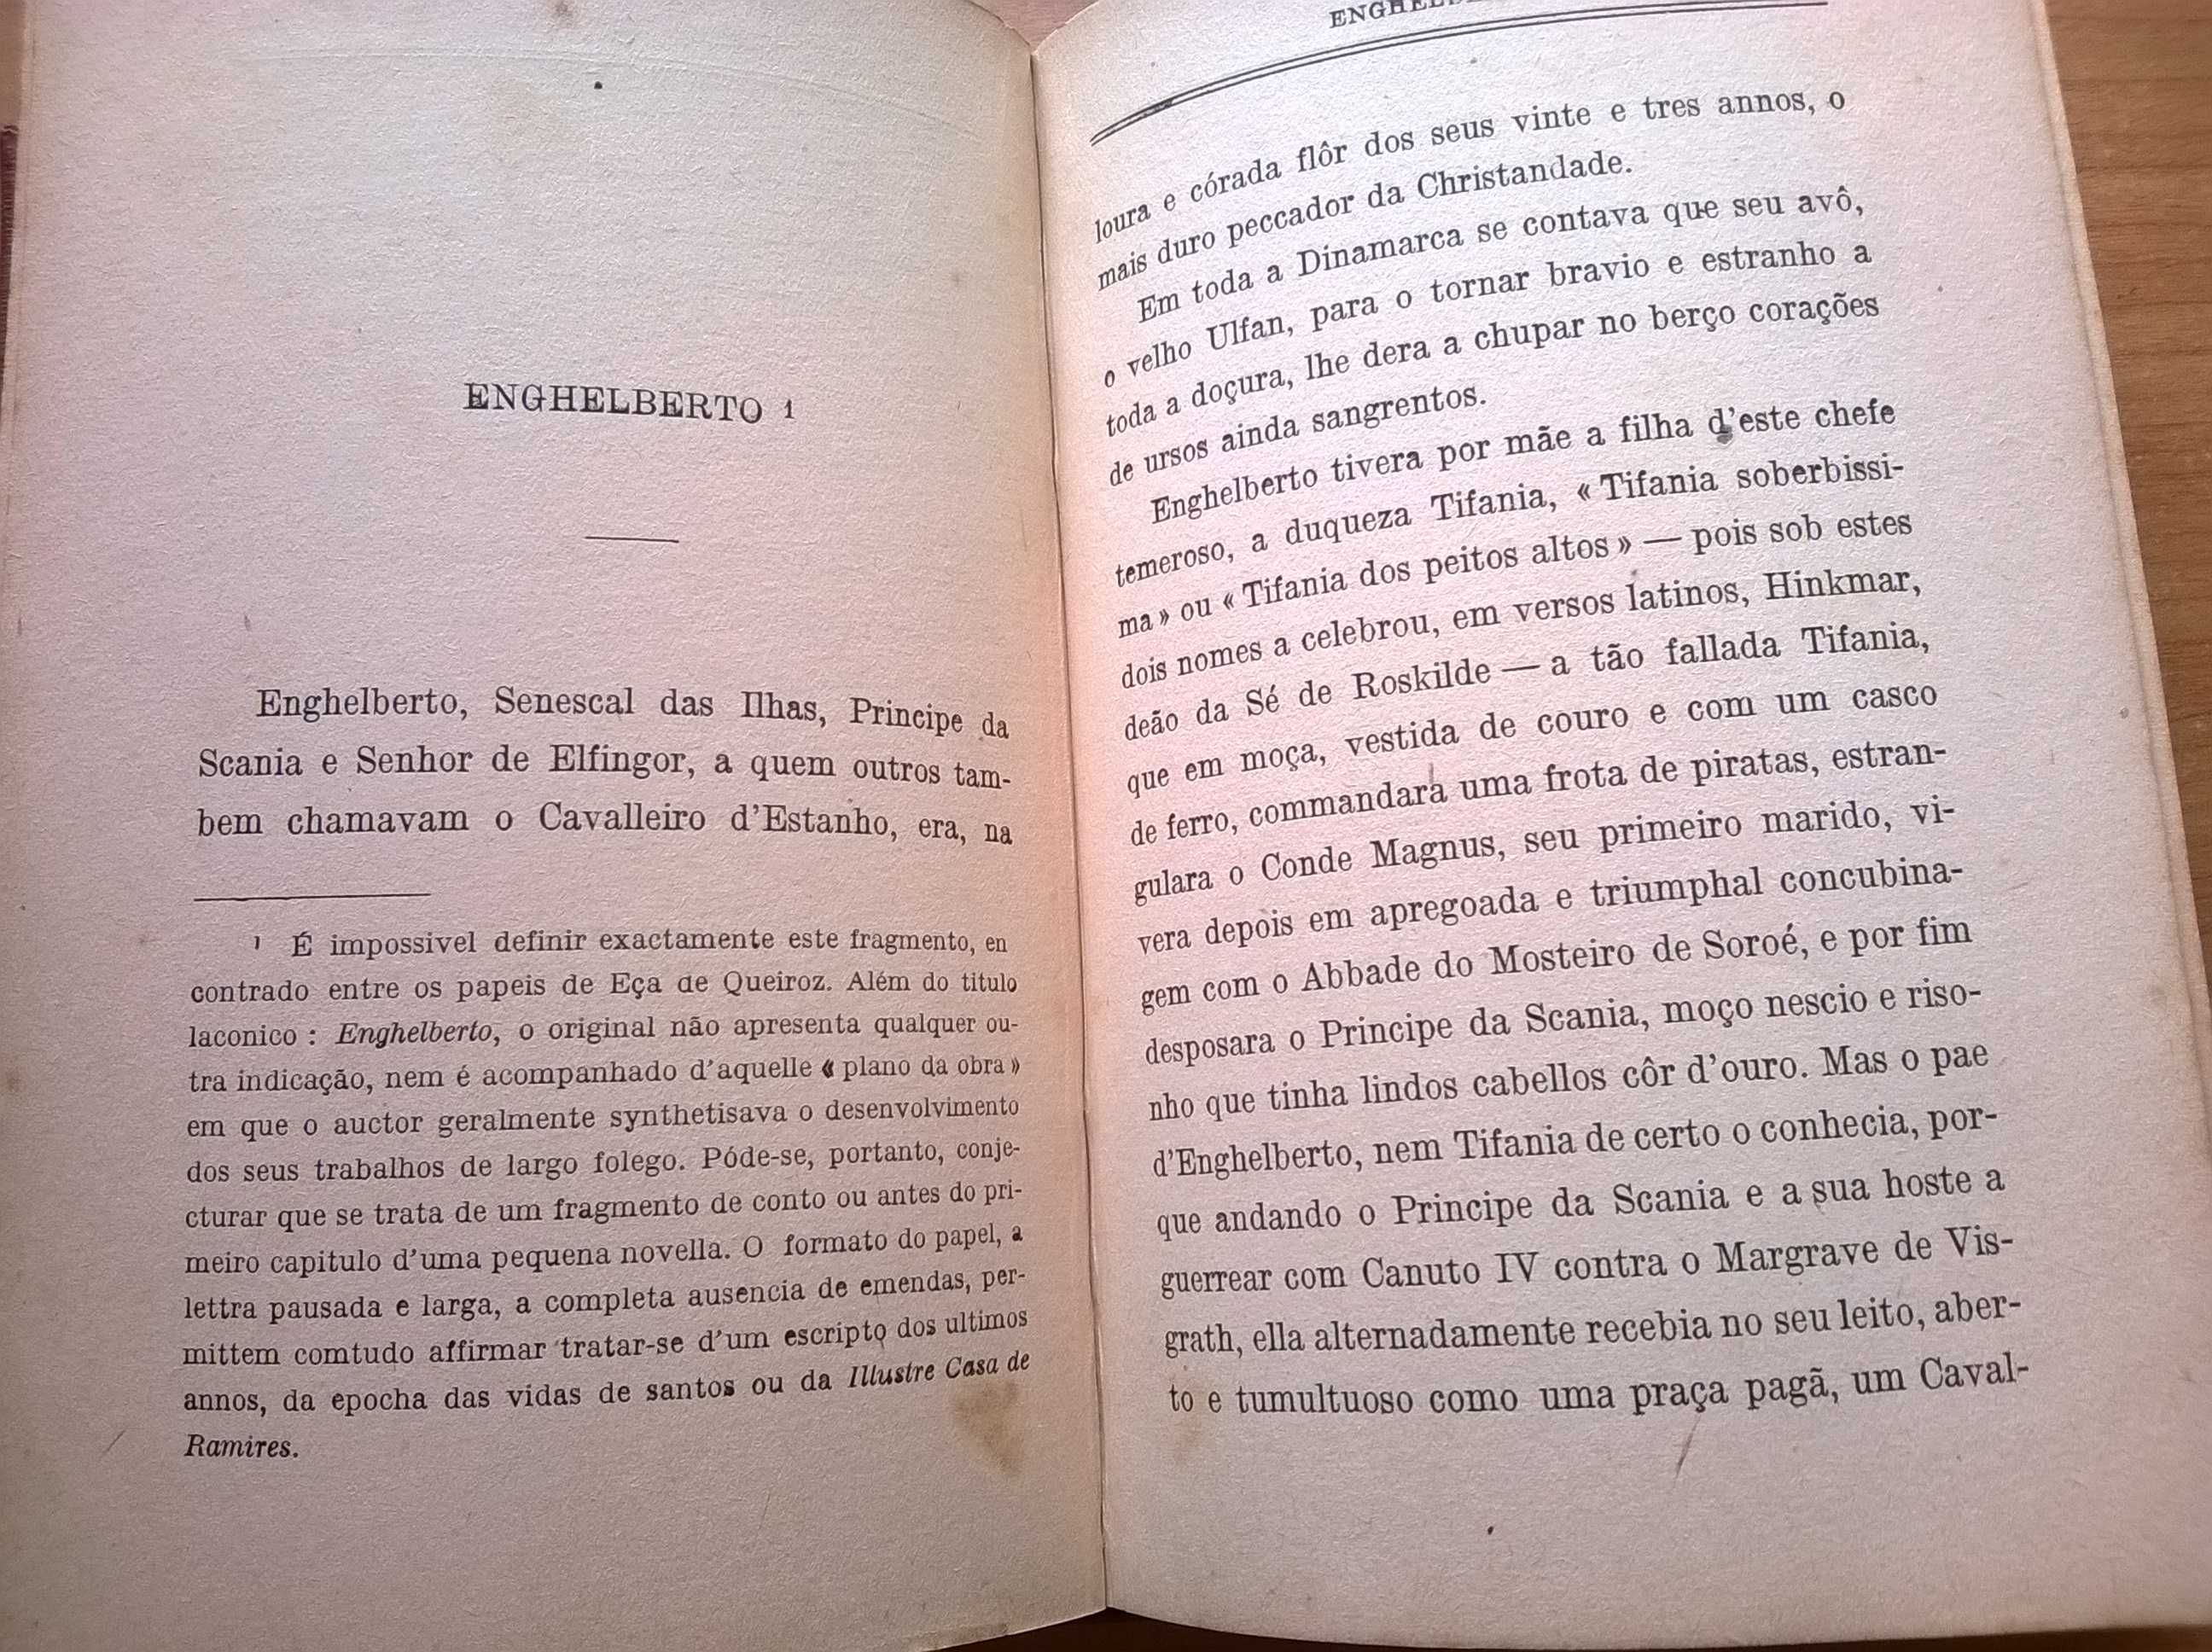 ENGHELBERTO 1
Enghelberto, Senescal das Ilhas, Principe da
Scania e Senhor de Elfingor, a quem outros tam-
bem chamavam o Cavalleiro d'Estanho, era, na
1 É impossivel definir exactamente este fragmento, en
contrado entre os papeis de Eça de Queiroz. Além do titulo
laconico : Enghelberto, o original não apresenta qualquer ou-
tra indicação, nem é acompanhado d'aquelle « plano da obra »
em que o auctor geralmente synthetisava o desenvolvimento
dos seus trabalhos de largo folego. Póde-se, portanto, conje-
cturar que se trata de um fragmento de conto ou antes do pri-
meiro capitulo d'uma pequena novella. O formato do papel, a
lettra pausada e larga, a completa ausencia de emendas, per-
mittem comtudo affirmar tratar-se d'um escripto dos ultimos
annos, da epocha das vidas de santos ou da Illustre Casa de
Ramires.
loura e córada flôr dos seus vinte e tres annos, o
mais duro peccador da Christandade.
Em toda a Dinamarca se contava que seu avô,
o velho Ulfan, para o tornar bravio e estranho a
toda a doçura, lhe dera a chupar no berço corações
de ursos ainda sangrentos.
Enghelberto tivera por mãe a filha d'este chefe
temeroso, a duqueza Tifania, « Tifania soberbissi-
ma » ou « Tifania dos peitos altos » — pois sob estes
dois nomes a celebrou, em versos latinos, Hinkmar,
deão da Sé de Roskilde — a tão fallada Tifania,
que em moça, vestida de couro e com um casco
de ferro, commandara uma frota de piratas, estran-
gulara o Conde Magnus, seu primeiro marido, vi-
vera depois em apregoada e triumphal concubina-
gem com o Abbade do Mosteiro de Soroé, e por fim
desposara o Principe da Scania, moço nescio e riso-
nho que tinha lindos cabellos côr d'ouro. Mas o pae
d'Enghelberto, nem Tifania de certo o conhecia, por-
que andando o Principe da Scania e a sua hoste a
guerrear com Canuto IV contra o Margrave de Vis-
grath, ella alternadamente recebia no seu leito, aber-
to e tumultuoso como uma praça pagã, um Caval-